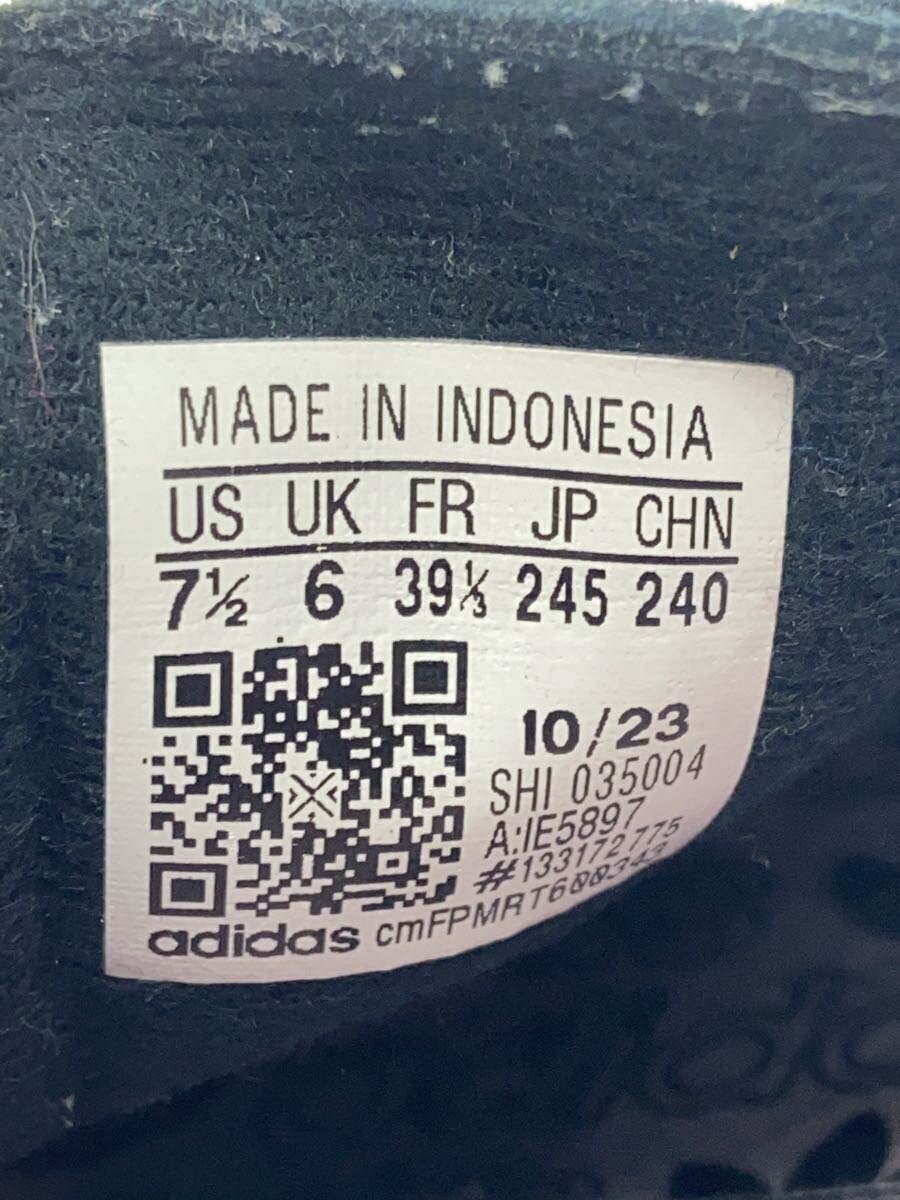 MADE IN INDONESIA
US UK FR JP CHN
7½ 6 39⅓ 245 240
10/23
SHI 035004
A:IE5897
#133172775
adidas cmFPMRT600343